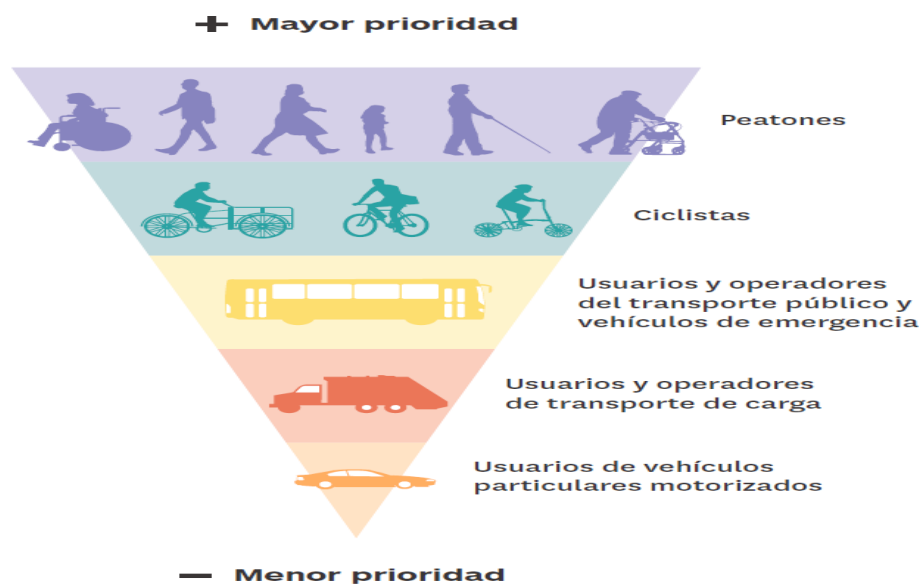 + Mayor prioridad
Peatones
Ciclistas
Usuarios y operadores
del transporte público y
vehículos de emergencia
Usuarios y operadores
de transporte de carga
Usuarios de vehículos
particulares motorizados
— Menor prioridad